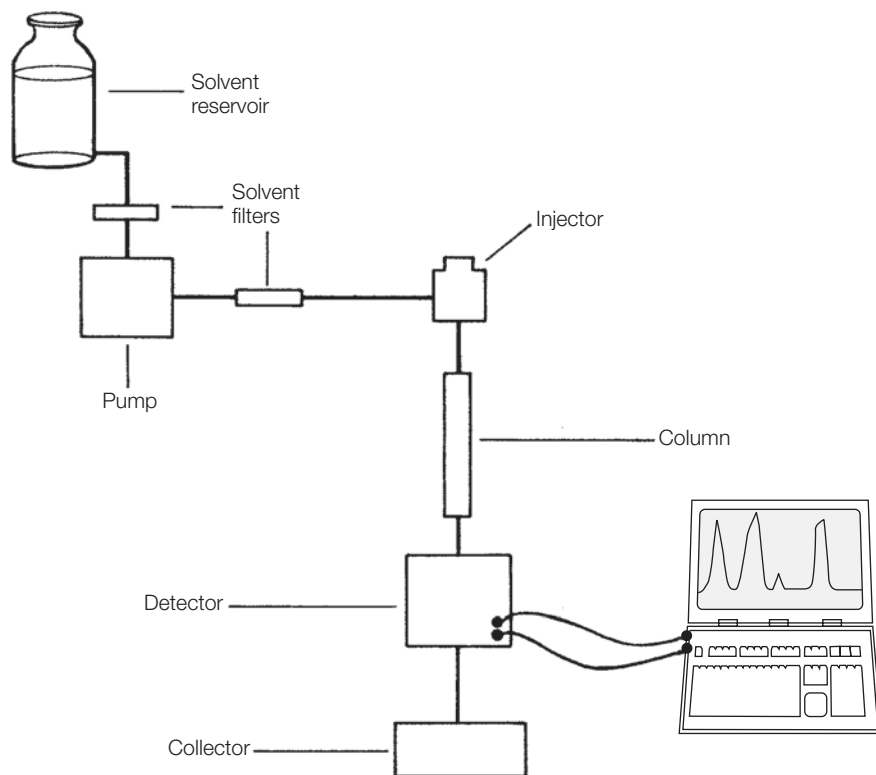 Solvent
reservoir
Solvent
filters
Injector
Pump
Column
Detector
Collector